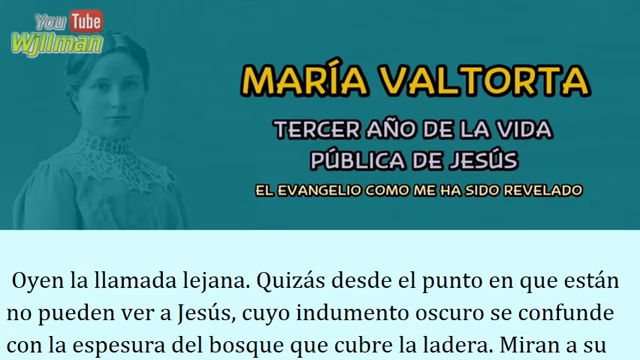 You Tube
Wjllman
MARÍA VALTORTA
TERCER AÑO DE LA VIDA
PÚBLICA DE JESÚS
EL EVANGELIO COMO ME HA SIDO REVELADO
Oyen la llamada lejana. Quizás desde el punto en que están
no pueden ver a Jesús, cuyo indumento oscuro se confunde
con la espesura del bosque que cubre la ladera. Miran a su